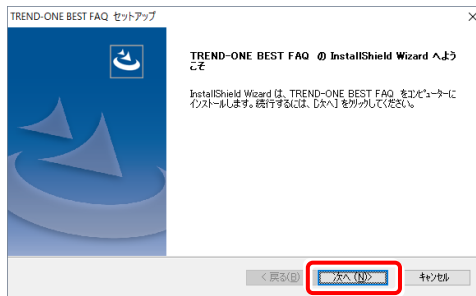 TREND-ONE BEST FAQ セットアップ
TREND-ONE BEST FAQ の InstallShield Wizard へよう
こそ
InstallShield Wizard は、TREND-ONE BEST FAQ をコンピューターに
インストールします。続行するには、[次へ] をクリックしてください。
< 戻る(B)
次へ(N)>
キャンセル